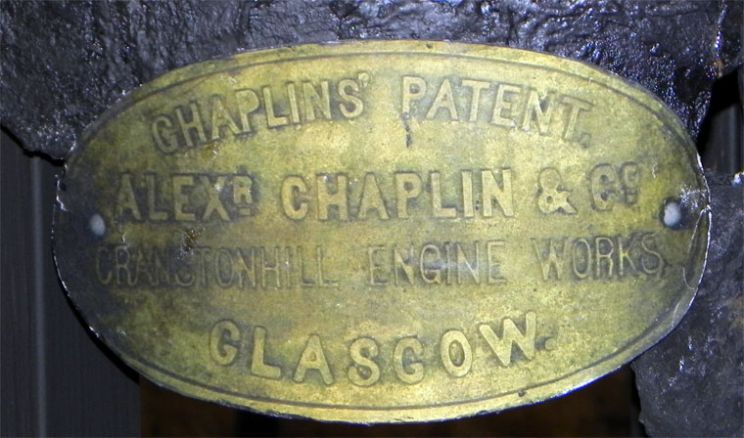 CHAPLINS' PATENT.
ALEXR CHAPLIN & CO
CRANSTONHILL ENGINE WORKS
GLASGOW.